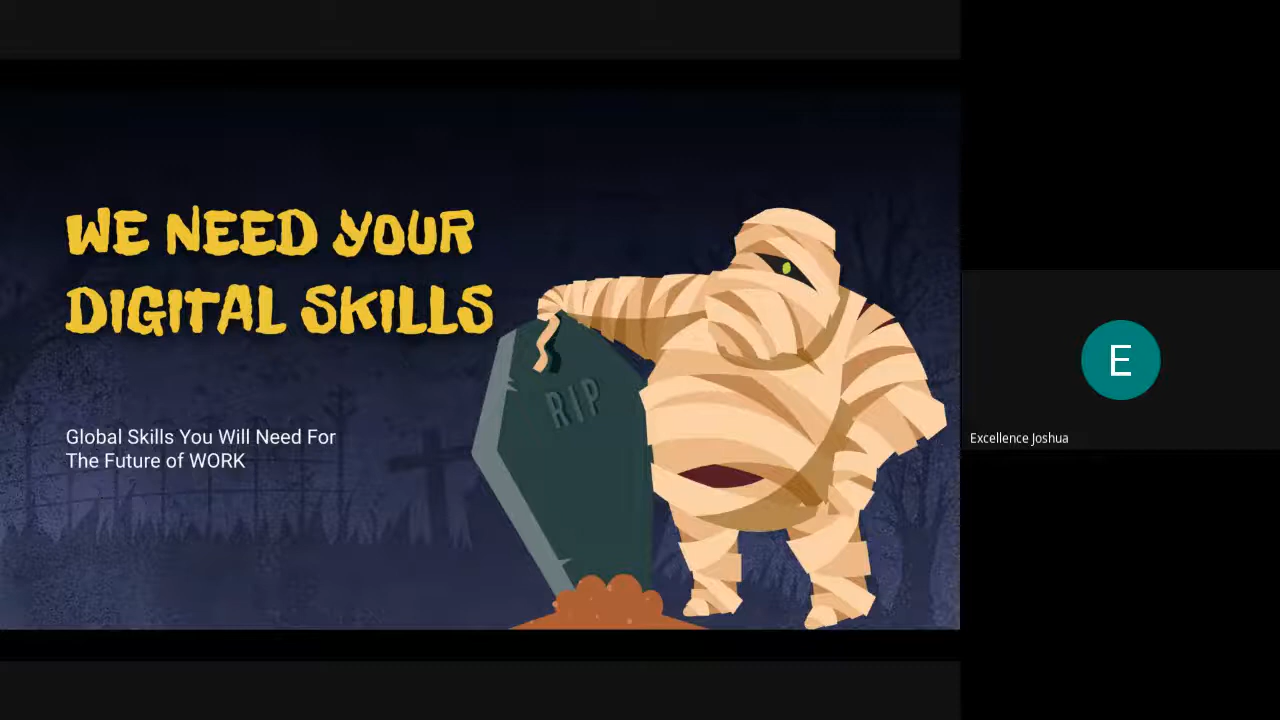 WE NEED YOUR
DIGITAL SKILLS
RIP
Global Skills You Will Need For
The Future of WORK
E
Excellence Joshua